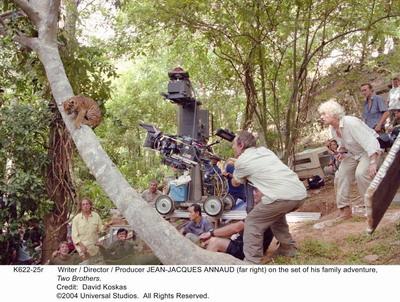 K622-25r Writer / Director / Producer JEAN-JACQUES ANNAUD (far right) on the set of his family adventure,
Two Brothers.
Credit: David Koskas
©2004 Universal Studios. All Rights Reserved.